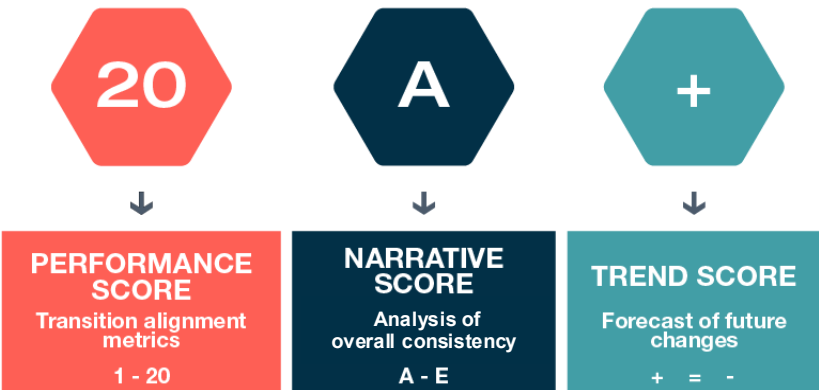 20
A
+
PERFORMANCE
SCORE
Transition alignment
metrics
1 - 20
NARRATIVE
SCORE
Analysis of
overall consistency
A - E
TREND SCORE
Forecast of future
changes
+ = -